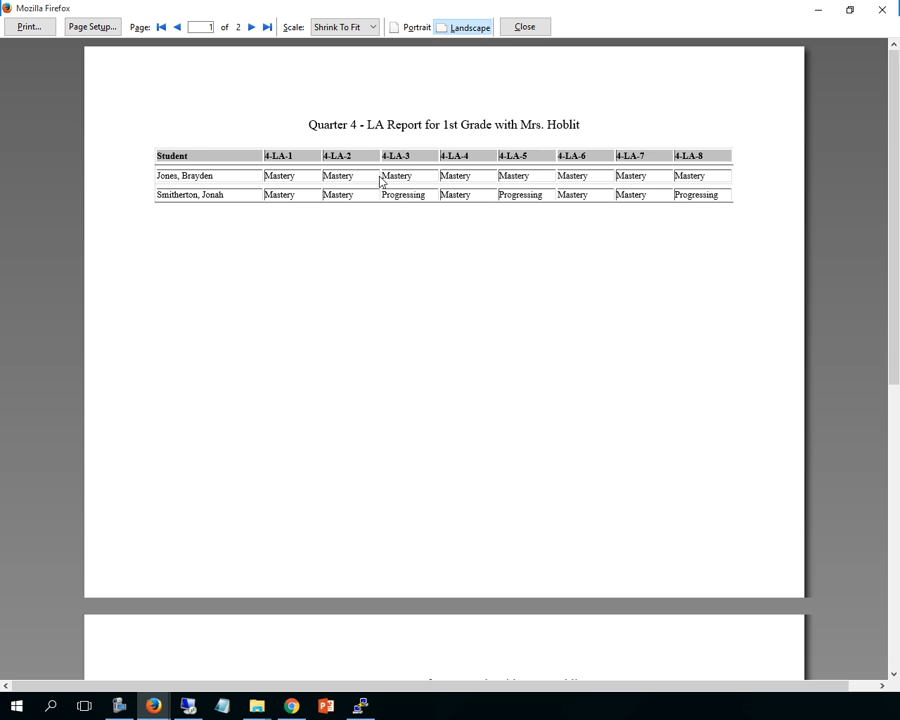 Mozilla Firefox
Print... Page Setup... Page: 1 of 2 Scale: Shrink To Fit Portrait Landscape Close
Quarter 4 - LA Report for 1st Grade with Mrs. Hoblit
Student 4-LA-1 4-LA-2 4-LA-3 4-LA-4 4-LA-5 4-LA-6 4-LA-7 4-LA-8
Jones, Brayden Mastery Mastery Mastery Mastery Mastery Mastery Mastery Mastery
Smitherton, Jonah Mastery Mastery Progressing Mastery Progressing Mastery Mastery Progressing